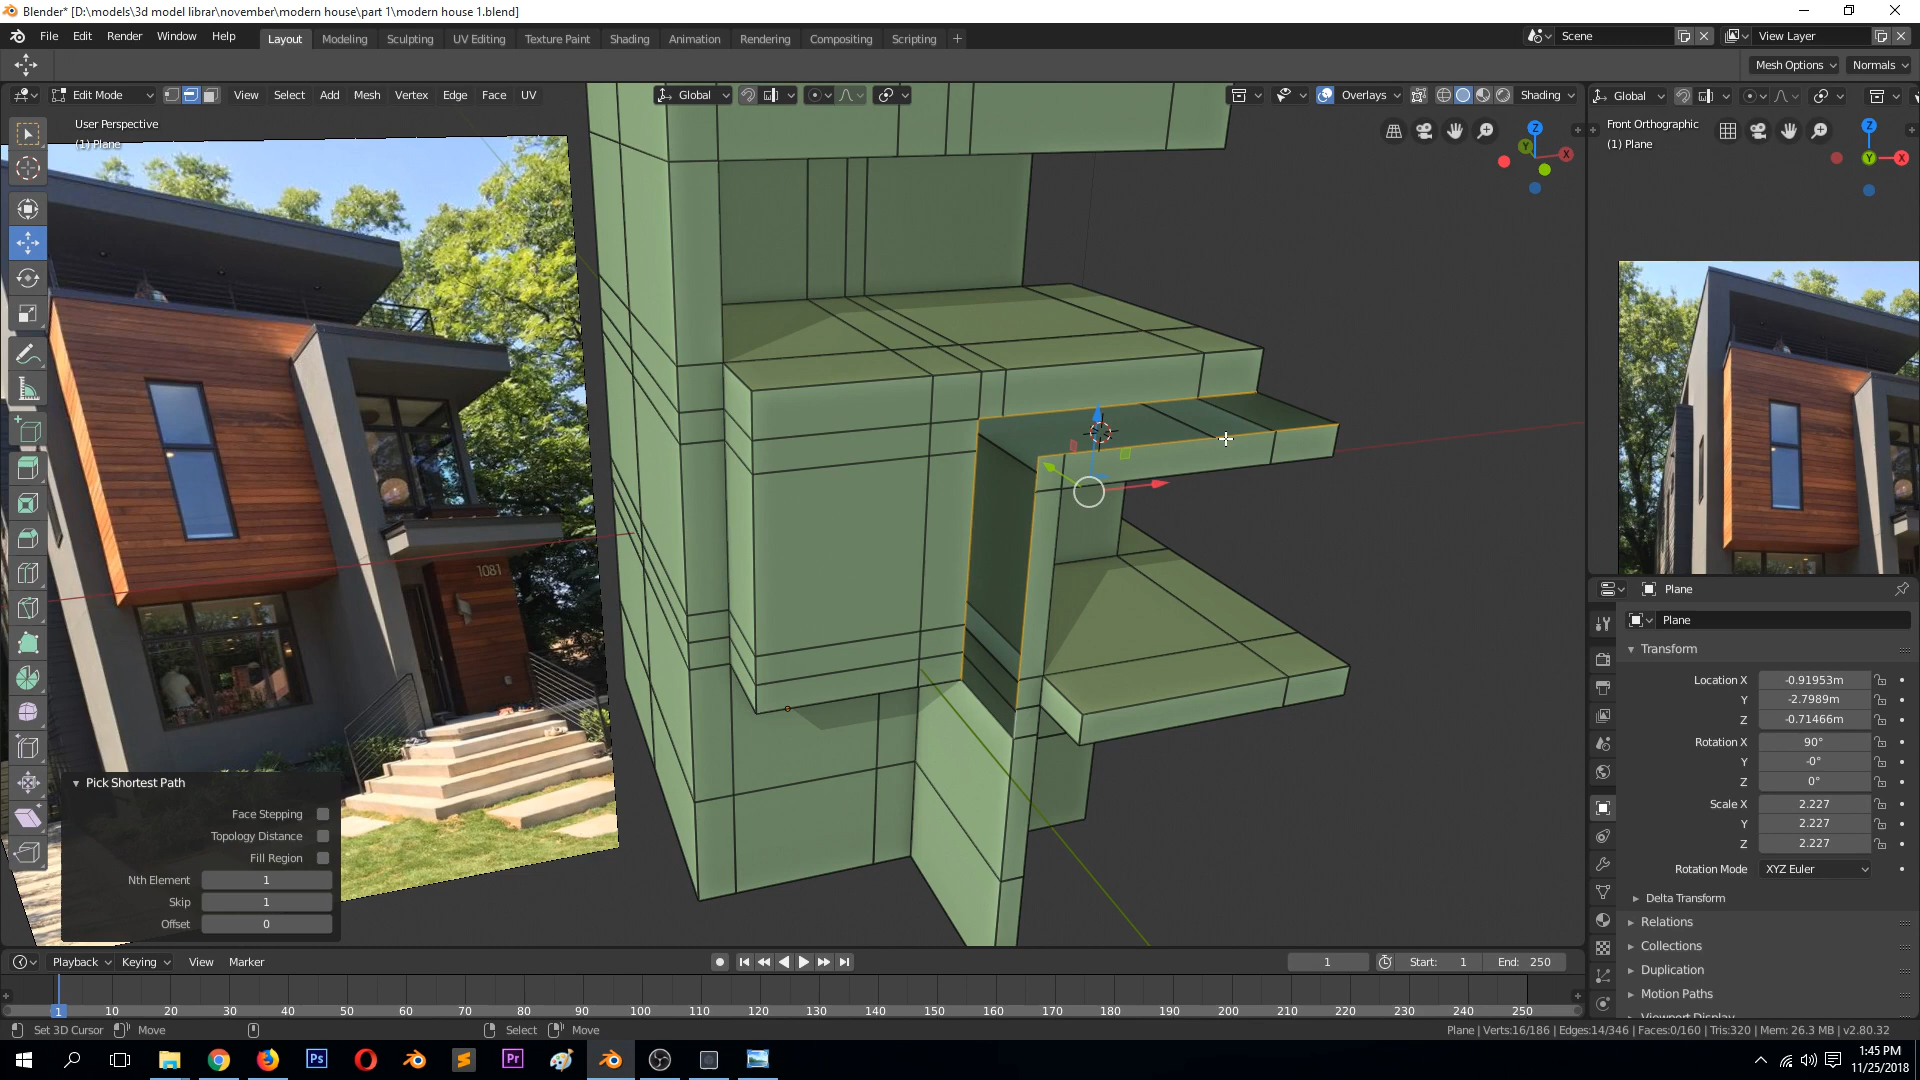 Blender* [D:\models\3d model librar\november\modern house\part 1\modern house 1.blend]
File Edit Render Window Help Layout Modeling Sculpting UV Editing Texture Paint Shading Animation Rendering Compositing Scripting + Scene View Layer
Mesh Options Normals
Edit Mode View Select Add Mesh Vertex Edge Face UV Global Overlays Shading Global
User Perspective
(1) Plane
Front Orthographic
(1) Plane
Z
Y
X
Z
Y
X
1081
Plane
Plane
Transform
Location X -0.91953m
Y -2.7989m
Z -0.71466m
Rotation X 90°
Y -0°
Z 0°
Scale X 2.227
Y 2.227
Z 2.227
Rotation Mode XYZ Euler
Delta Transform
Relations
Collections
Duplication
Motion Paths
Viewport Display
Pick Shortest Path
Face Stepping
Topology Distance
Fill Region
Nth Element 1
Skip 1
Offset 0
Playback Keying View Marker 1 Start: 1 End: 250
1 10 20 30 40 50 60 70 80 90 100 110 120 130 140 150 160 170 180 190 200 210 220 230 240 250
Set 3D Cursor Move Select Move Plane | Verts:16/186 | Edges:14/346 | Faces:0/160 | Tris:320 | Mem: 26.3 MB | v2.80.32
Ps Pr
1:45 PM
11/25/2018